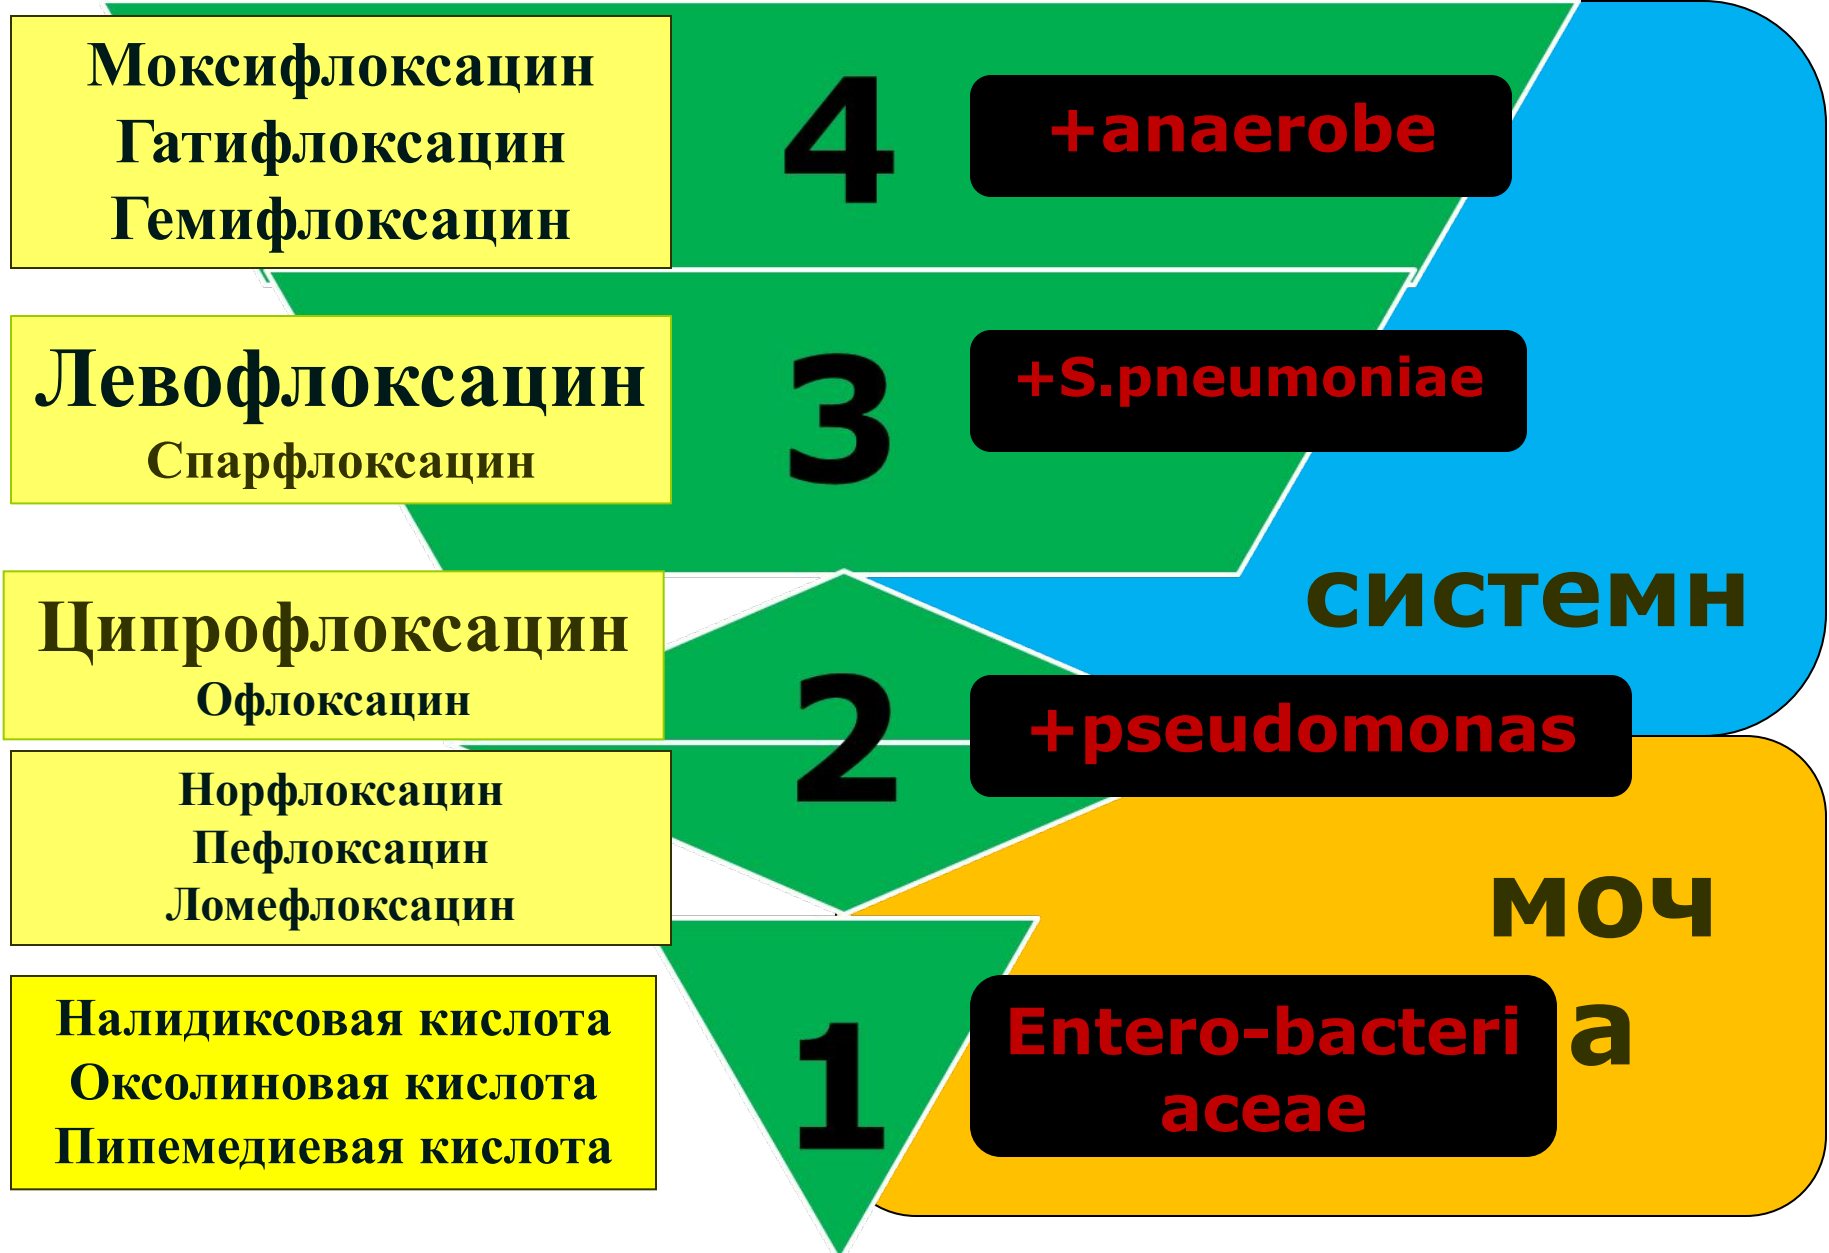 Моксифлоксацин
Гатифлоксацин
Гемифлоксацин
4
+anaerobe
Левофлоксацин
Спарфлоксацин
3
+S.pneumoniae
системн
Ципрофлоксацин
Офлоксацин
2
+pseudomonas
Норфлоксацин
Пефлоксацин
Ломефлоксацин
моч
а
Налидиксовая кислота
Оксолиновая кислота
Пипемедиевая кислота
1
Entero-bacteri
aceae